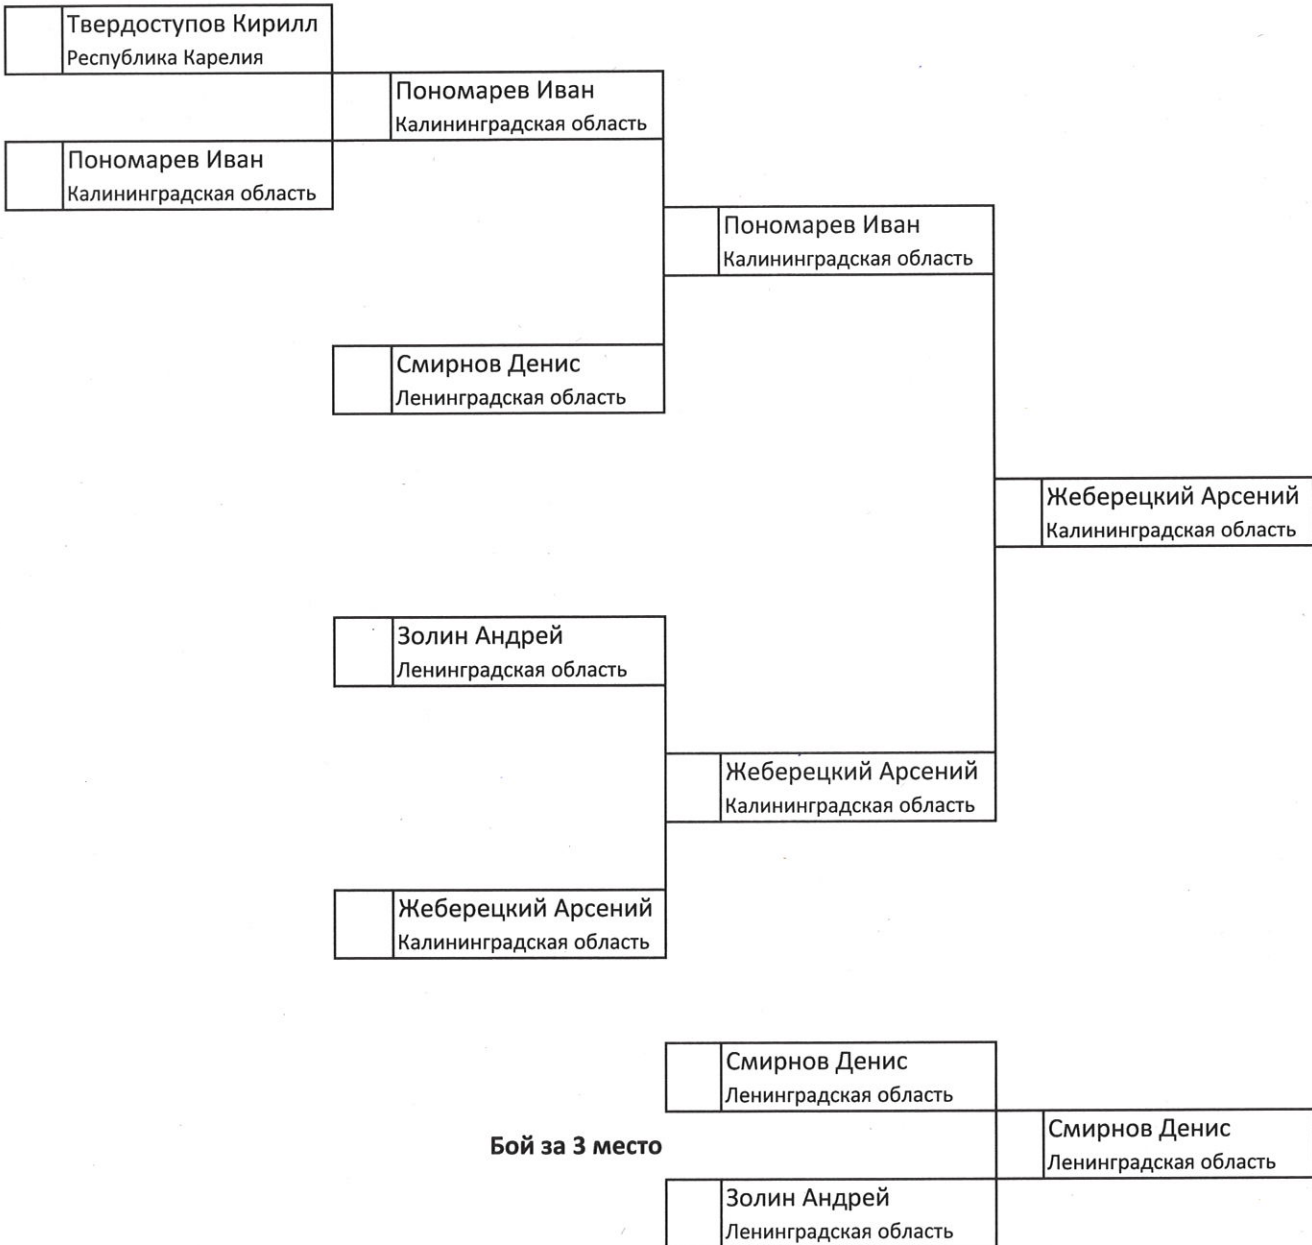 Твердоступов Кирилл
Республика Карелия
Пономарев Иван
Калининградская область
Пономарев Иван
Калининградская область
Пономарев Иван
Калининградская область
Смирнов Денис
Ленинградская область
Жеберецкий Арсений
Калининградская область
Золин Андрей
Ленинградская область
Жеберецкий Арсений
Калининградская область
Жеберецкий Арсений
Калининградская область
Смирнов Денис
Ленинградская область
Бой за 3 место
Смирнов Денис
Ленинградская область
Золин Андрей
Ленинградская область